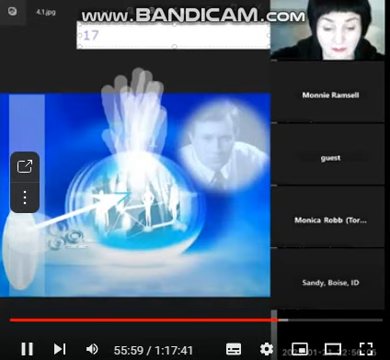 4.1.jpg
www.BANDICAM.com
17
Monnie Ramsell
guest
Monica Robb (Tor...
Sandy, Boise, ID
55:59 / 1:17:41